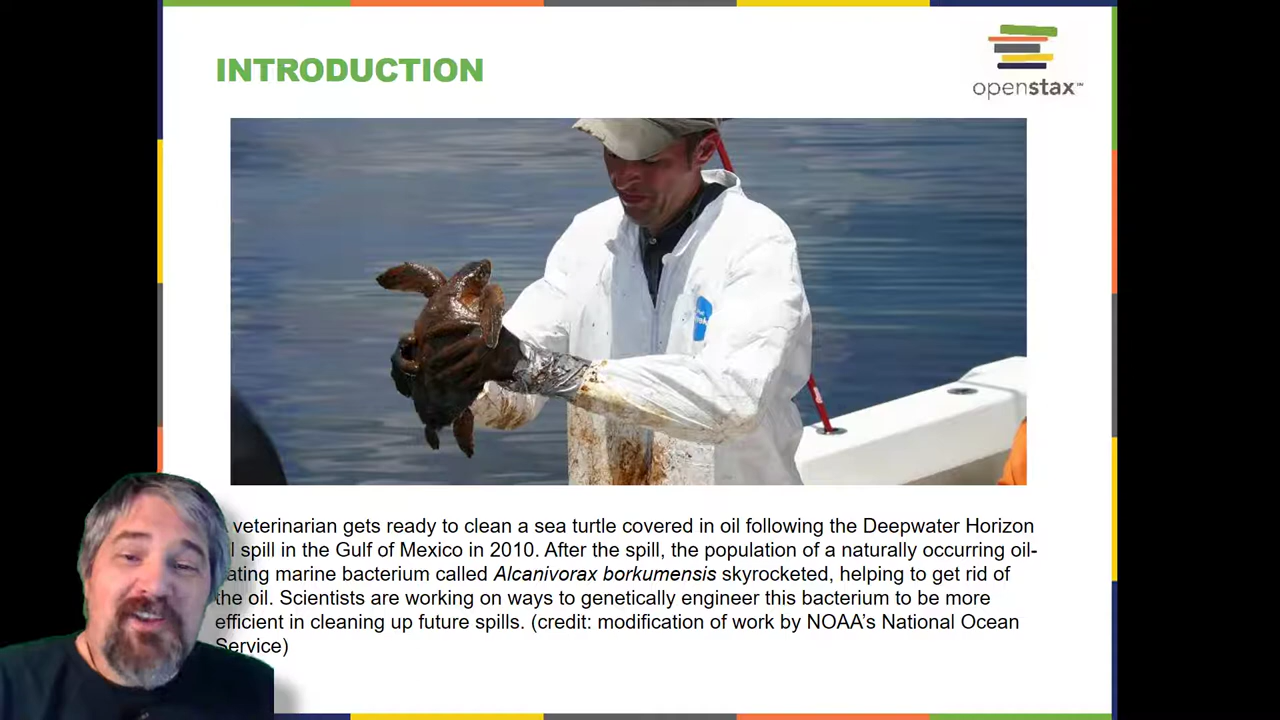 INTRODUCTION
openstax™
veterinarian gets ready to clean a sea turtle covered in oil following the Deepwater Horizon
spill in the Gulf of Mexico in 2010. After the spill, the population of a naturally occurring oil-
ating marine bacterium called Alcanivorax borkumensis skyrocketed, helping to get rid of
the oil. Scientists are working on ways to genetically engineer this bacterium to be more
efficient in cleaning up future spills. (credit: modification of work by NOAA’s National Ocean
Service)